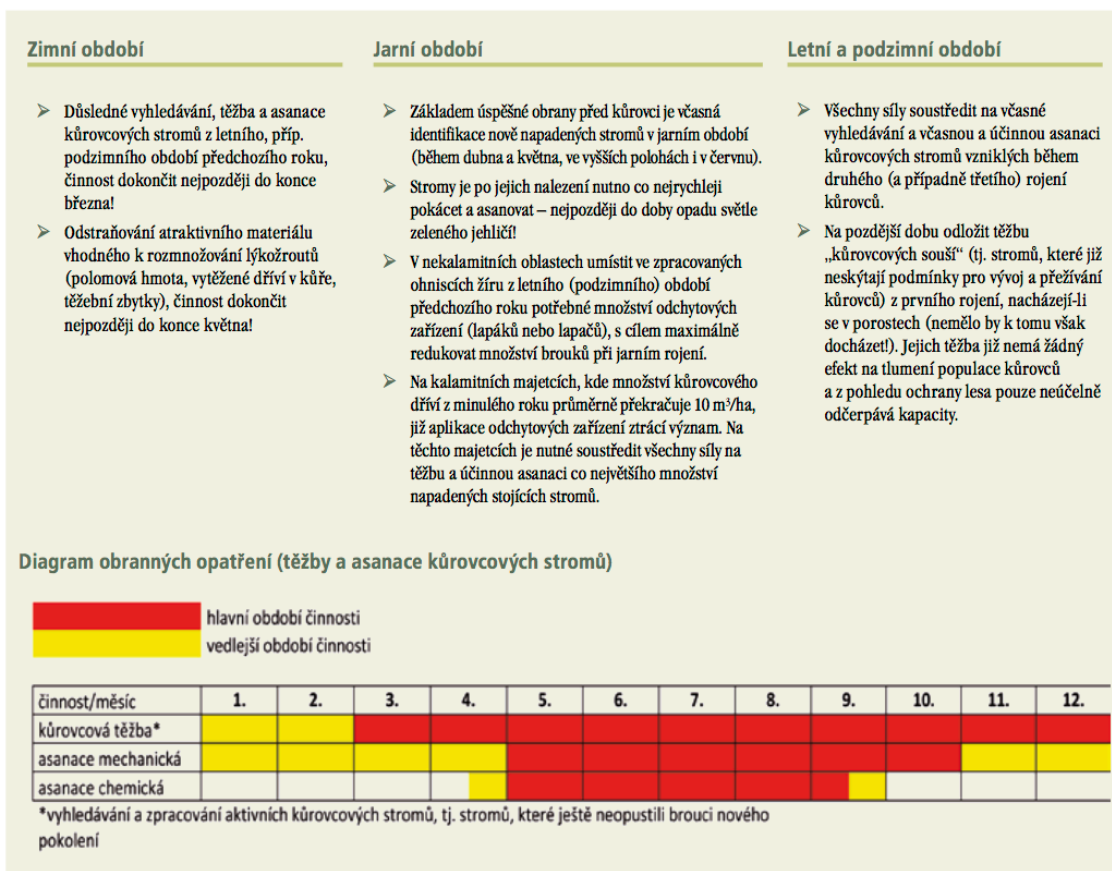 Zimní období
➢ Důsledné vyhledávání, těžba a asanace
kůrovcových stromů z letního, příp.
podzimního období předchozího roku,
činnost dokončit nejpozději do konce
března!
➢ Odstraňování atraktivního materiálu
vhodného k rozmnožování lýkožroutů
(polomová hmota, vytěžené dříví v kůře,
těžební zbytky), činnost dokončit
nejpozději do konce května!
Jarní období
➢ Základem úspěšné obrany před kůrovci je včasná
identifikace nově napadených stromů v jarním období
(během dubna a května, ve vyšších polohách i v červnu).
➢ Stromy je po jejich nalezení nutno co nejrychleji
pokácet a asanovat – nejpozději do doby opadu světle
zeleného jehličí!
➢ V nekalamitních oblastech umístit ve zpracovaných
ohniscích žíru z letního (podzimního) období
předchozího roku potřebné množství odchytových
zařízení (lapáků nebo lapačů), s cílem maximálně
redukovat množství brouků při jarním rojení.
➢ Na kalamitních majetcích, kde množství kůrovcového
dříví z minulého roku průměrně překračuje 10 m³/ha,
již aplikace odchytových zařízení ztrácí význam. Na
těchto majetcích je nutné soustředit všechny síly na
těžbu a účinnou asanaci co největšího množství
napadených stojících stromů.
Letní a podzimní období
➢ Všechny síly soustředit na včasné
vyhledávání a včasnou a účinnou asanaci
kůrovcových stromů vzniklých během
druhého (a případně třetího) rojení
kůrovců.
➢ Na pozdější dobu odložit těžbu
„kůrovcových souší“ (tj. stromů, které již
neskýtají podmínky pro vývoj a přežívání
kůrovců) z prvního rojení, nacházejí-li
se v porostech (nemělo by k tomu však
docházet!). Jejich těžba již nemá žádný
efekt na tlumení populace kůrovců
a z pohledu ochrany lesa pouze neúčelně
odčerpává kapacity.
Diagram obranných opatření (těžby a asanace kůrovcových stromů)
hlavní období činnosti
vedlejší období činnosti
činnost/měsíc 1. 2. 3. 4. 5. 6. 7. 8. 9. 10. 11. 12.
kůrovcová těžba*
asanace mechanická
asanace chemická
*vyhledávání a zpracování aktivních kůrovcových stromů, tj. stromů, které ještě neopustili brouci nového
pokolení